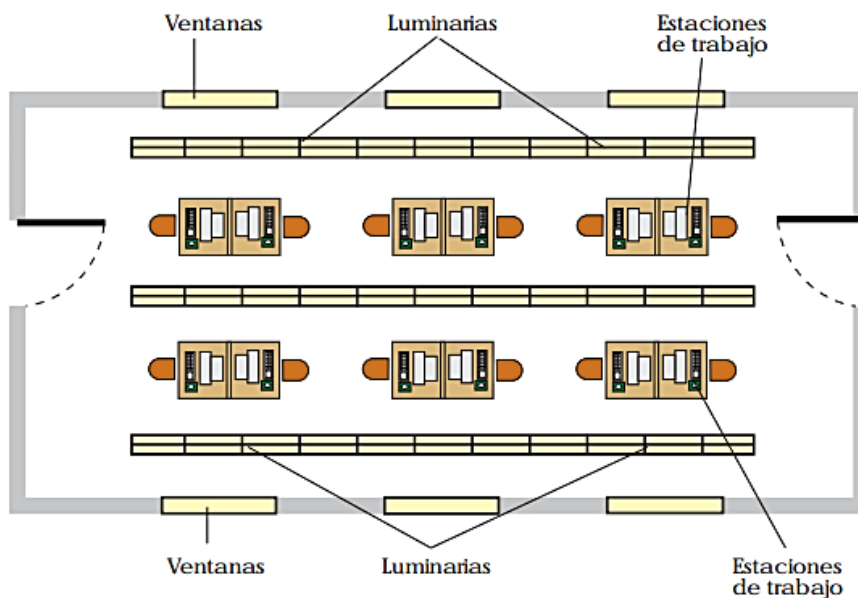 Ventanas
Luminarias
Estaciones
de trabajo
Ventanas
Luminarias
Estaciones
de trabajo